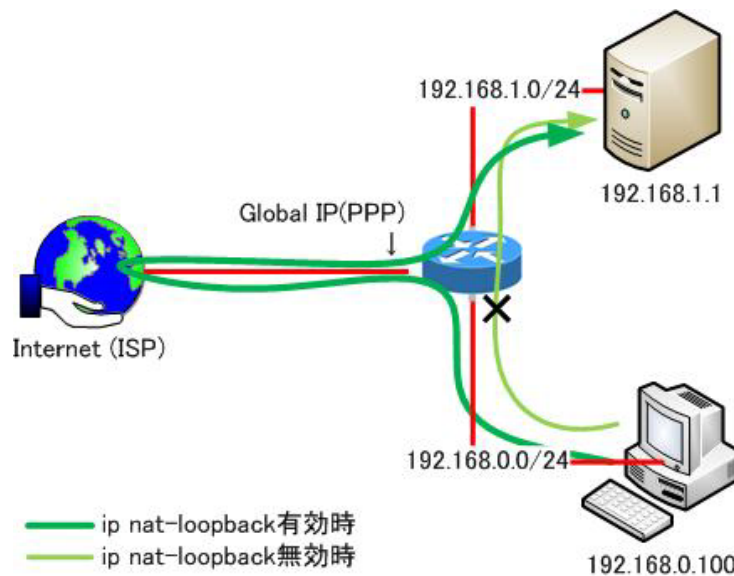 192.168.1.0/24
192.168.1.1
Global IP(PPP)
↓
Internet (ISP)
192.168.0.0/24
ip nat-loopback有効時
ip nat-loopback無効時
192.168.0.100